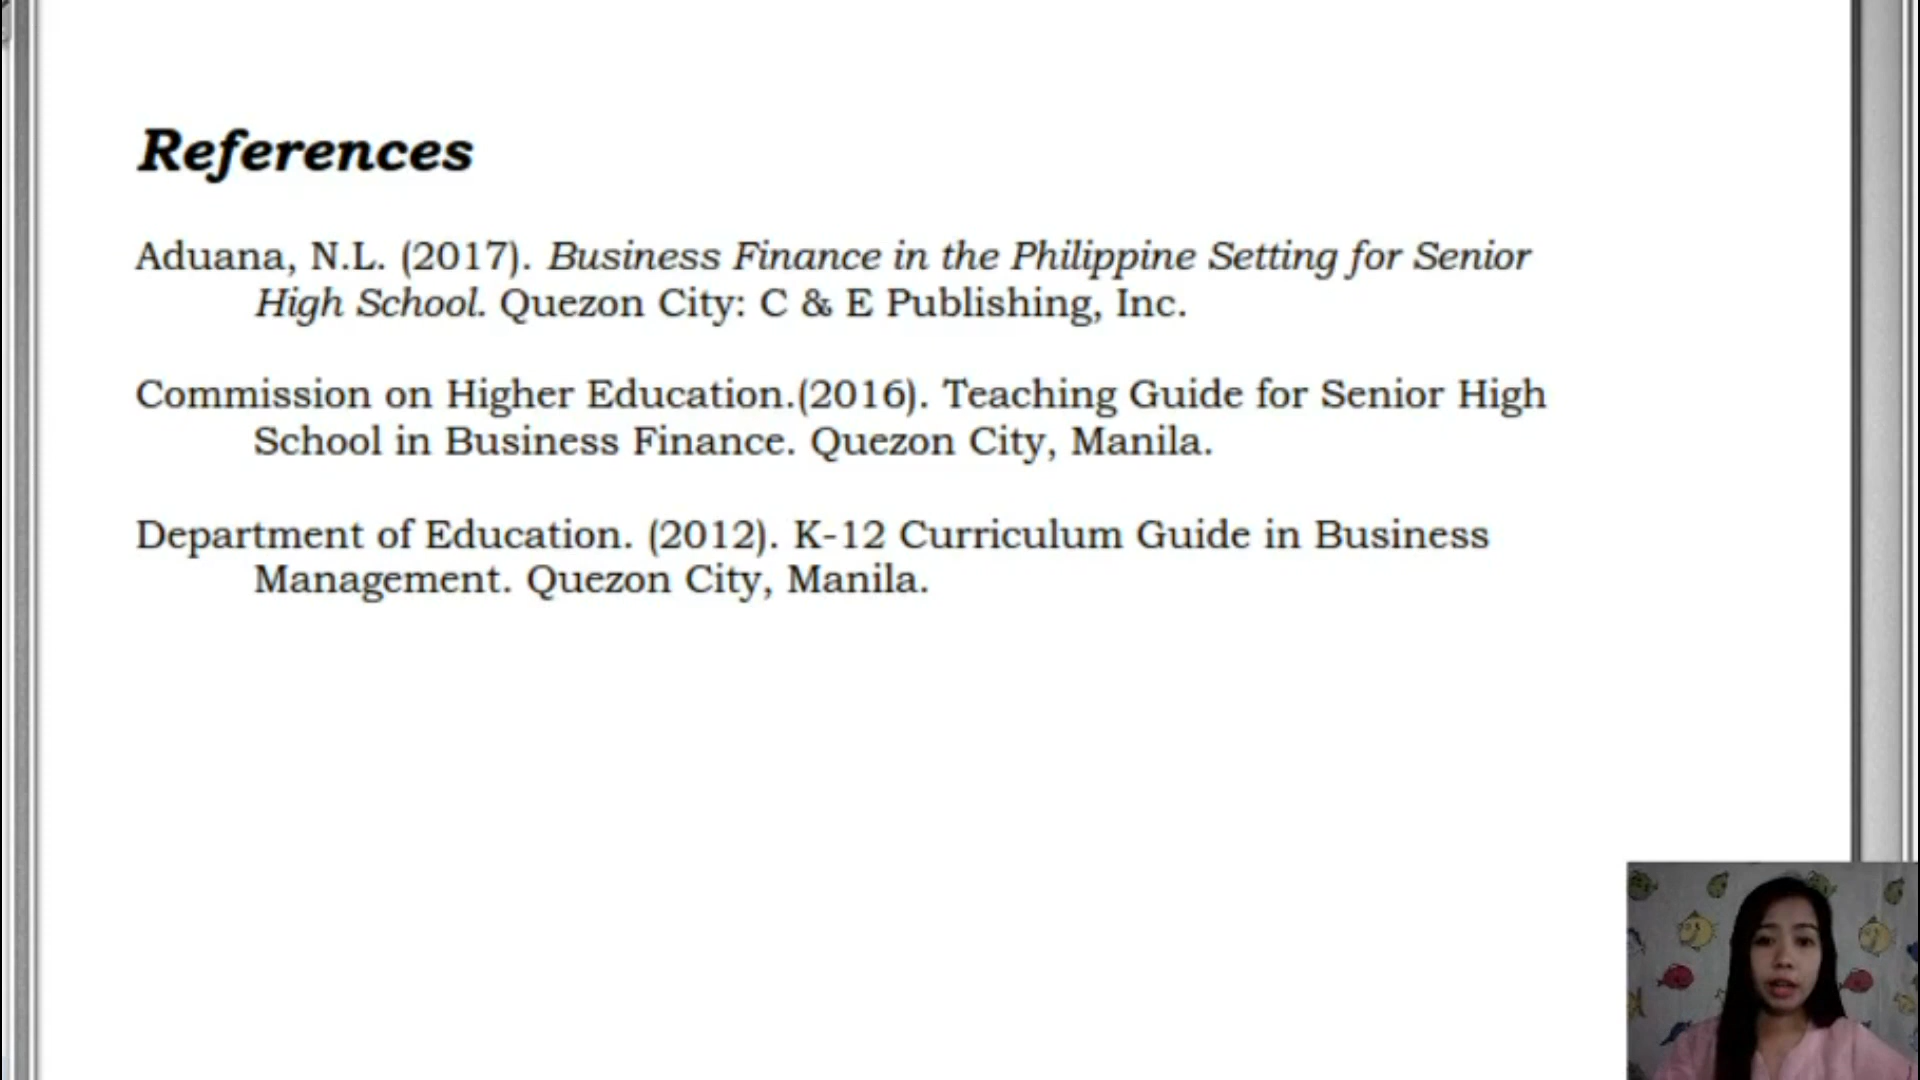 References
Aduana, N.L. (2017). Business Finance in the Philippine Setting for Senior
High School. Quezon City: C & E Publishing, Inc.
Commission on Higher Education.(2016). Teaching Guide for Senior High
School in Business Finance. Quezon City, Manila.
Department of Education. (2012). K-12 Curriculum Guide in Business
Management. Quezon City, Manila.